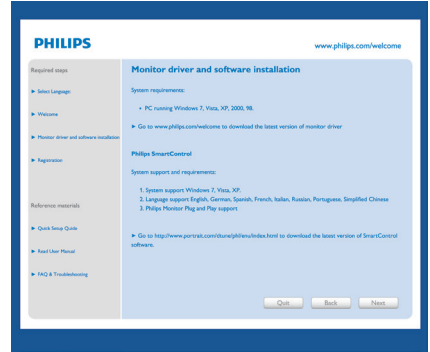 PHILIPS
www.philips.com/welcome
Required steps
► Select Language:
► Welcome
► Monitor driver and software installation
► Registration
Reference materials
► Quick Setup Quide
► Read User Manual
► FAQ & Troubleshooting
Monitor driver and software installation
System requirements:
• PC running Windows 7, Vista, XP, 2000, 98.
► Go to www.philips.com/welcome to download the latest version of monitor driver
Philips SmartControl
System support and requirements:
1. System support Windows 7, Vista, XP.
2. Language support English, German, Spanish, French, Italian, Russian, Portuguese, Simplified Chinese
3. Philips Monitor Plug and Play support
► Go to http://www.portrait.com/dtune/phl/enu/index.html to download the latest version of SmartControl
software.
Quit
Back
Next